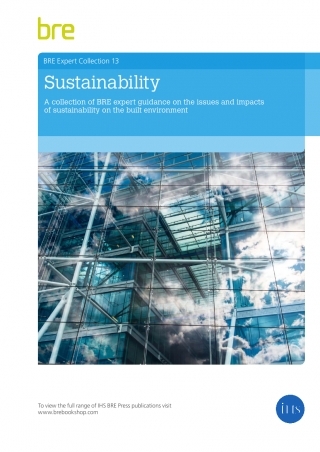 bre
BRE Expert Collection 13
Sustainability
A collection of BRE expert guidance on the issues and impacts
of sustainability on the built environment
To view the full range of IHS BRE Press publications visit
www.brebookshop.com
ihs